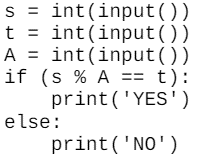 s = int(input())
t = int(input())
A = int(input())
if (s % A == t):
    print('YES')
else:
    print('NO')